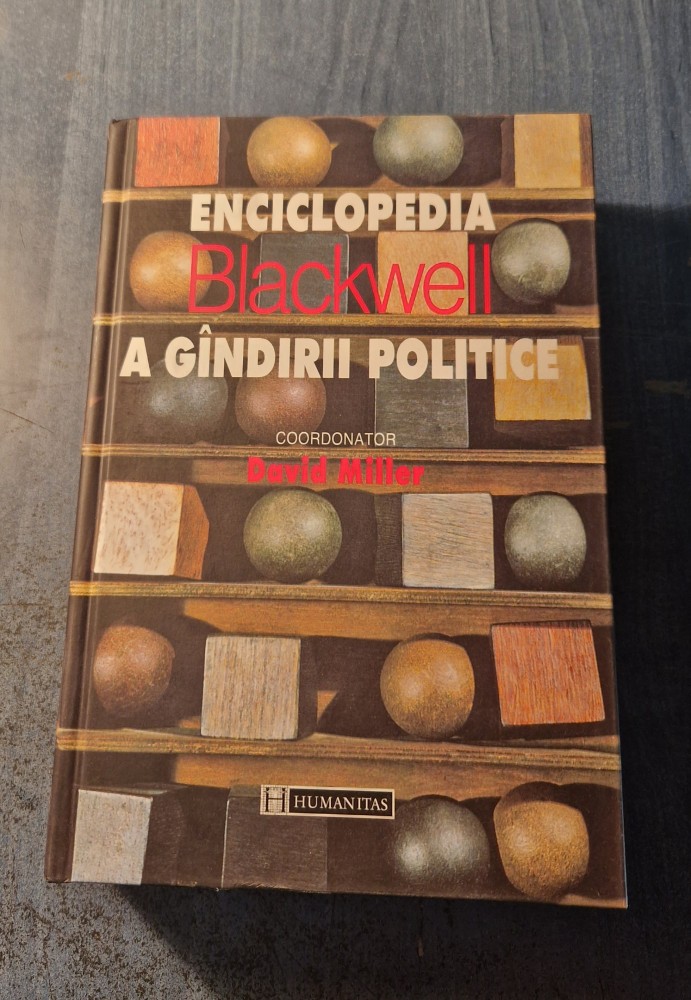 ENCICLOPEDIA
Blackwell
A GÎNDIRII POLITICE
COORDONATOR
David Miller
HUMANITAS